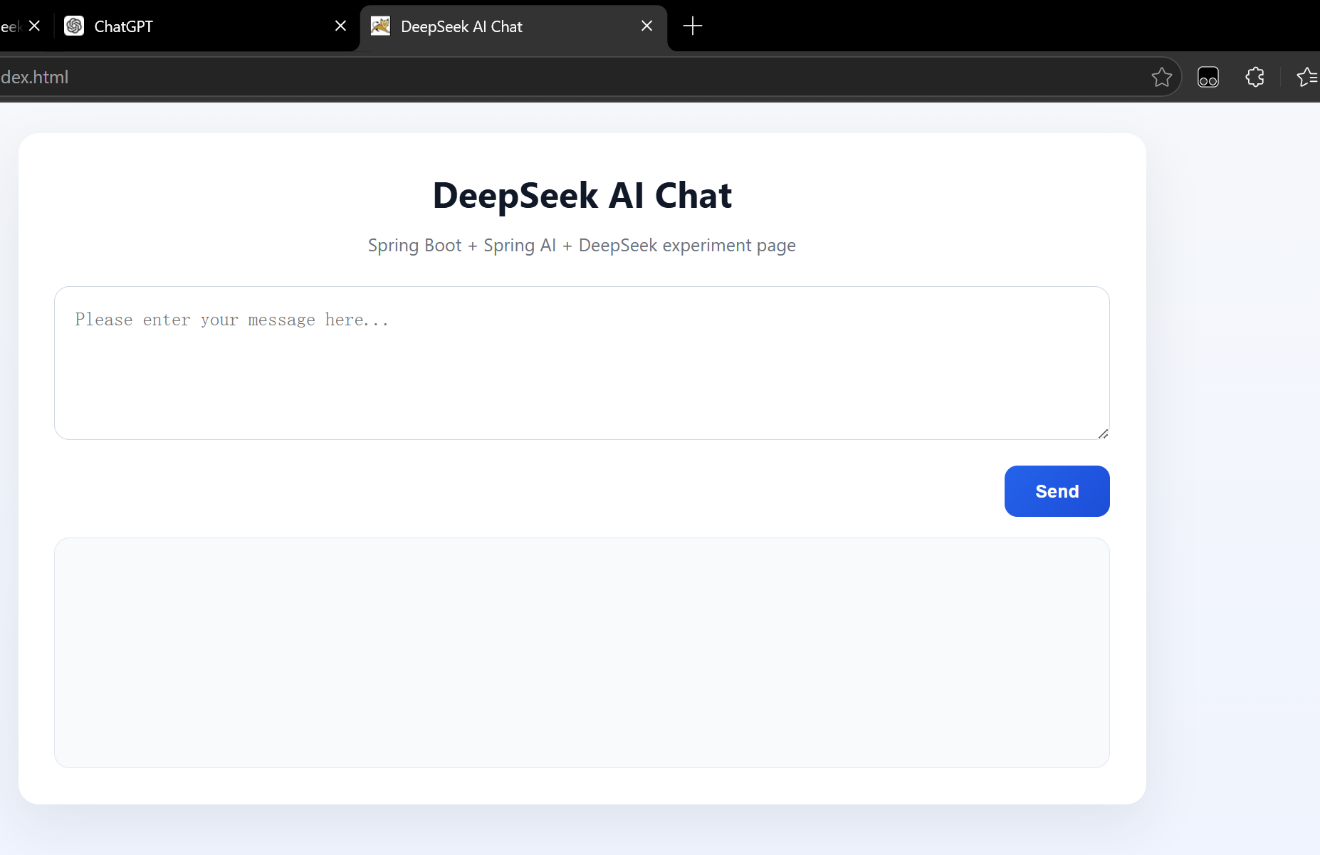 ChatGPT
DeepSeek AI Chat
dex.html
DeepSeek AI Chat
Spring Boot + Spring AI + DeepSeek experiment page
Please enter your message here...
Send